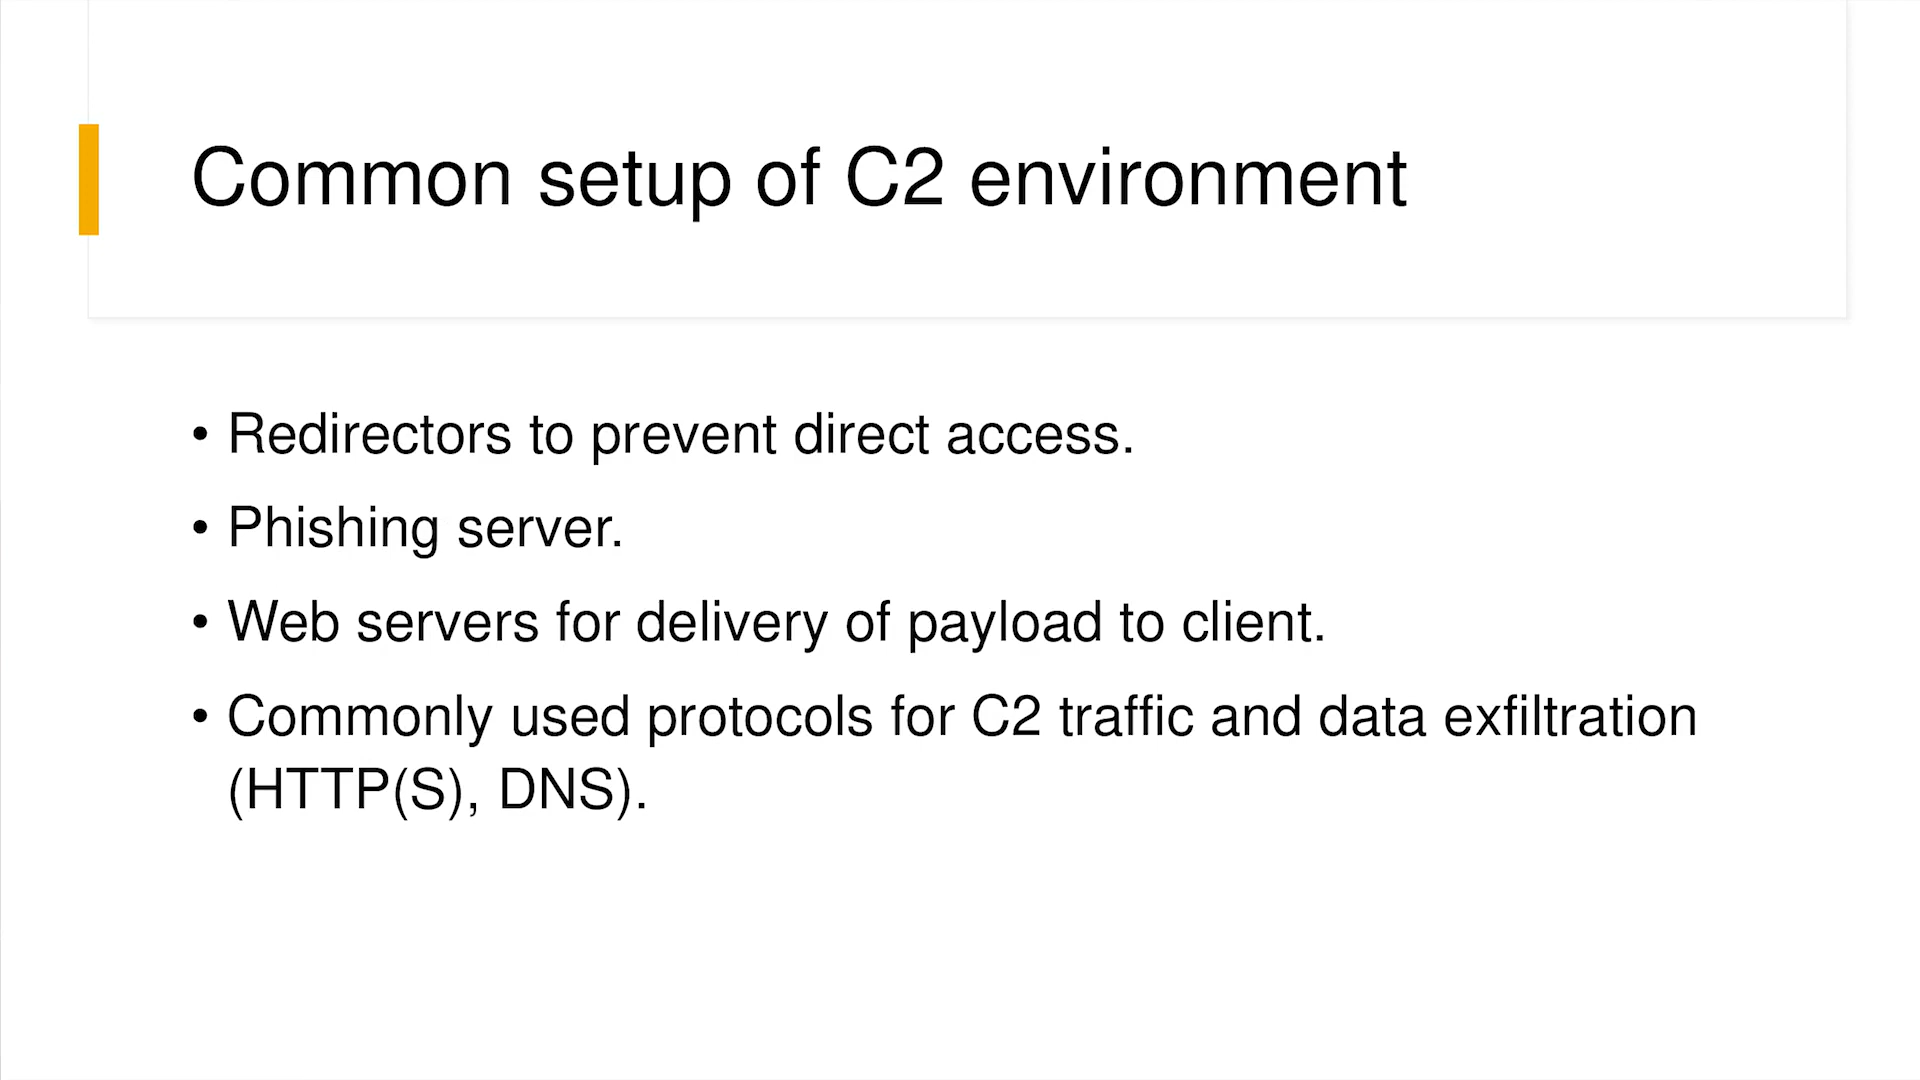 Common setup of C2 environment
• Redirectors to prevent direct access.
• Phishing server.
• Web servers for delivery of payload to client.
• Commonly used protocols for C2 traffic and data exfiltration
(HTTP(S), DNS).